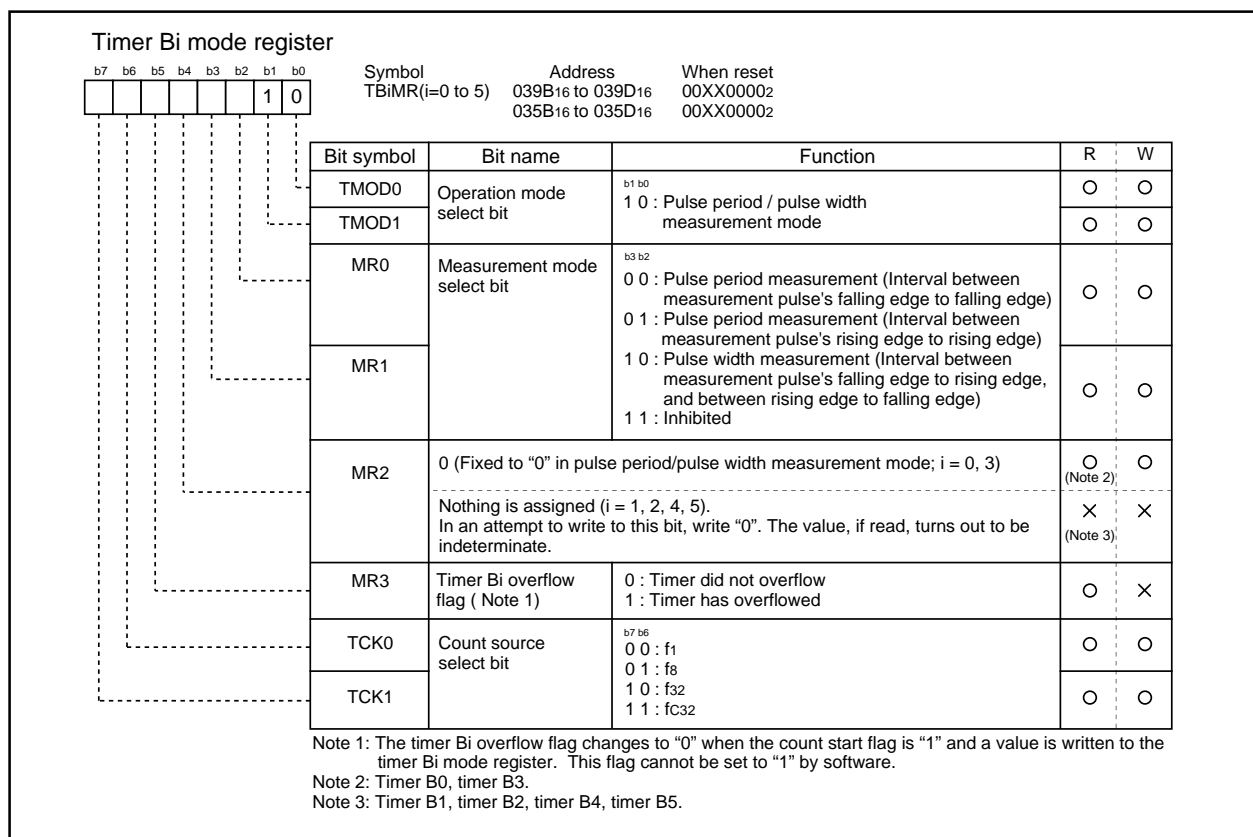 Timer Bi mode register
b7 b6 b5 b4 b3 b2 b1 b0
1 0
Symbol Address When reset
TBiMR(i=0 to 5) 039B16 to 039D16 00XX00002
035B16 to 035D16 00XX00002
Bit symbol Bit name Function R W
TMOD0
TMOD1
Operation mode
select bit
b1 b0
1 0 : Pulse period / pulse width
measurement mode
MR0
MR1
Measurement mode
select bit
b3 b2
0 0 : Pulse period measurement (Interval between
measurement pulse's falling edge to falling edge)
0 1 : Pulse period measurement (Interval between
measurement pulse's rising edge to rising edge)
1 0 : Pulse width measurement (Interval between
measurement pulse's falling edge to rising edge,
and between rising edge to falling edge)
1 1 : Inhibited
MR2
0 (Fixed to “0” in pulse period/pulse width measurement mode; i = 0, 3)
(Note 2)
Nothing is assigned (i = 1, 2, 4, 5).
In an attempt to write to this bit, write “0”. The value, if read, turns out to be
indeterminate.
(Note 3)
MR3
Timer Bi overflow
flag ( Note 1)
0 : Timer did not overflow
1 : Timer has overflowed
TCK0
TCK1
Count source
select bit
b7 b6
0 0 : f1
0 1 : f8
1 0 : f32
1 1 : fC32
Note 1: The timer Bi overflow flag changes to “0” when the count start flag is “1” and a value is written to the
timer Bi mode register. This flag cannot be set to “1” by software.
Note 2: Timer B0, timer B3.
Note 3: Timer B1, timer B2, timer B4, timer B5.